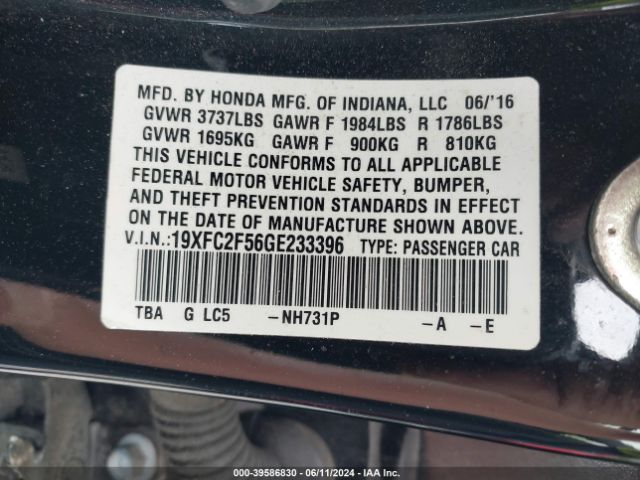 MFD. BY HONDA MFG. OF INDIANA, LLC 06/'16
GVWR 3737LBS GAWR F 1984LBS R 1786LBS
GVWR 1695KG GAWR F 900KG R 810KG
THIS VEHICLE CONFORMS TO ALL APPLICABLE
FEDERAL MOTOR VEHICLE SAFETY, BUMPER,
AND THEFT PREVENTION STANDARDS IN EFFECT
ON THE DATE OF MANUFACTURE SHOWN ABOVE.
V.I.N.:19XFC2F56GE233396 TYPE: PASSENGER CAR
TBA G LC5 -NH731P -A -E
000-39586830 - 06/11/2024 - IAA Inc.